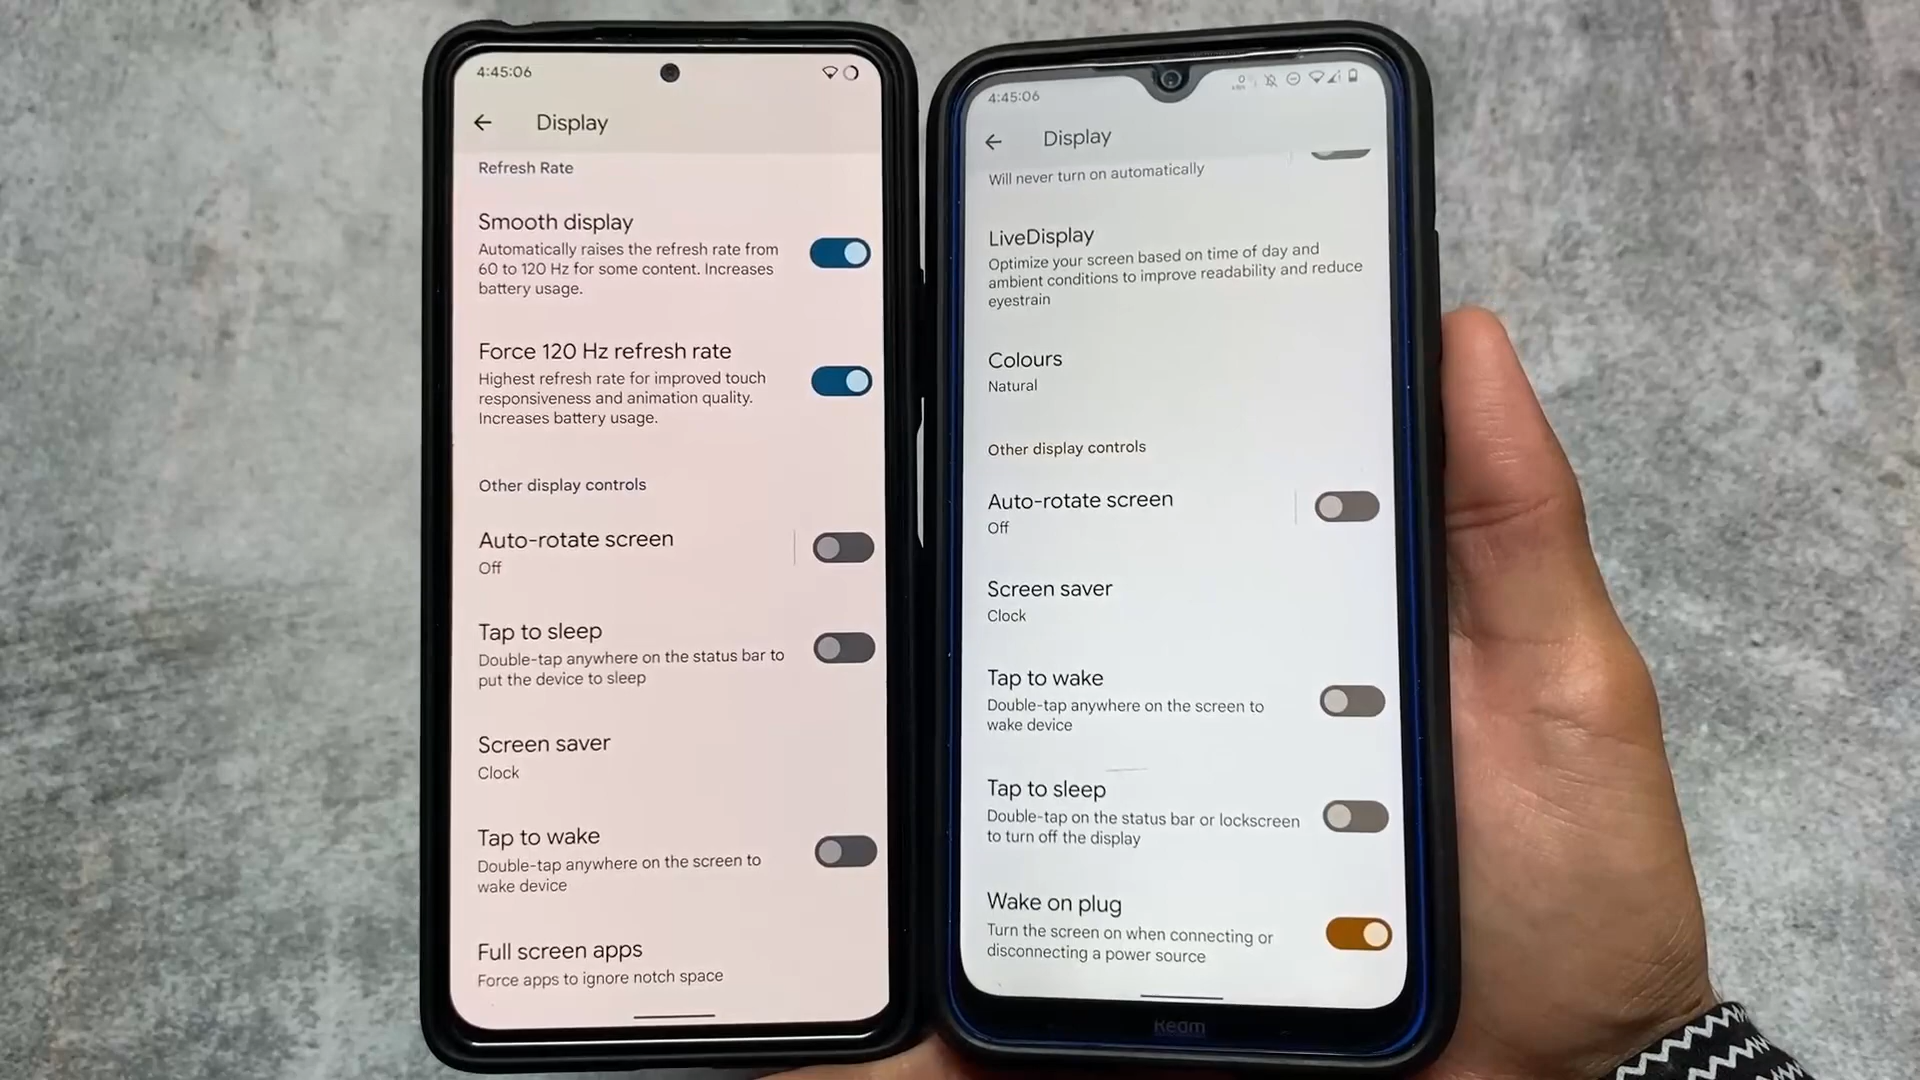 4:45:06
Display
Refresh Rate
Smooth display
Automatically raises the refresh rate from
60 to 120 Hz for some content. Increases
battery usage.
Force 120 Hz refresh rate
Highest refresh rate for improved touch
responsiveness and animation quality.
Increases battery usage.
Other display controls
Auto-rotate screen
Off
Tap to sleep
Double-tap anywhere on the status bar to
put the device to sleep
Screen saver
Clock
Tap to wake
Double-tap anywhere on the screen to
wake device
Full screen apps
Force apps to ignore notch space
4:45:06
Display
Will never turn on automatically
LiveDisplay
Optimize your screen based on time of day and
ambient conditions to improve readability and reduce
eyestrain
Colours
Natural
Other display controls
Auto-rotate screen
Off
Screen saver
Clock
Tap to wake
Double-tap anywhere on the screen to
wake device
Tap to sleep
Double-tap on the status bar or lockscreen
to turn off the display
Wake on plug
Turn the screen on when connecting or
disconnecting a power source